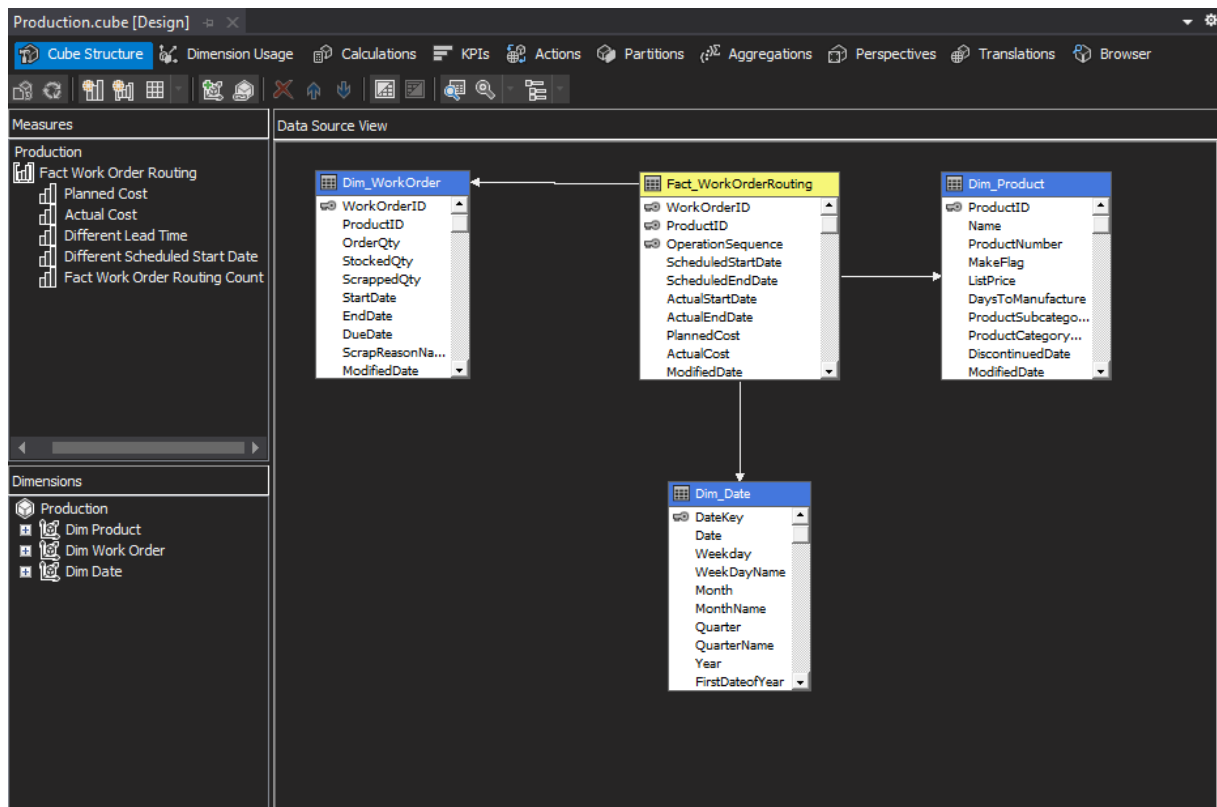 Production.cube [Design]
Cube Structure Dimension Usage Calculations KPIs Actions Partitions Aggregations Perspectives Translations Browser
Measures
Production
Fact Work Order Routing
Planned Cost
Actual Cost
Different Lead Time
Different Scheduled Start Date
Fact Work Order Routing Count
Dimensions
Production
Dim Product
Dim Work Order
Dim Date
Data Source View
Dim_WorkOrder
WorkOrderID
ProductID
OrderQty
StockedQty
ScrappedQty
StartDate
EndDate
DueDate
ScrapReasonNa...
ModifiedDate
Fact_WorkOrderRouting
WorkOrderID
ProductID
OperationSequence
ScheduledStartDate
ScheduledEndDate
ActualStartDate
ActualEndDate
PlannedCost
ActualCost
ModifiedDate
Dim_Product
ProductID
Name
ProductNumber
MakeFlag
ListPrice
DaysToManufacture
ProductSubcatego...
ProductCategory...
DiscontinuedDate
ModifiedDate
Dim_Date
DateKey
Date
Weekday
WeekDayName
Month
MonthName
Quarter
QuarterName
Year
FirstDateofYear